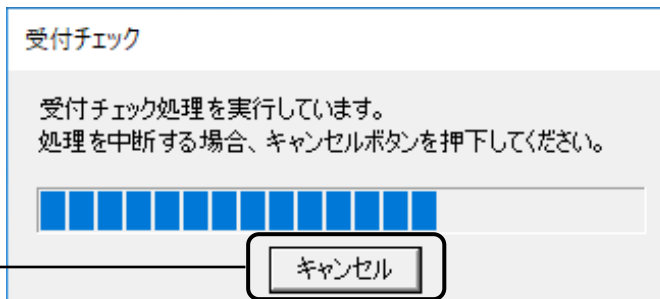 受付チェック
受付チェック処理を実行しています。
処理を中断する場合、キャンセルボタンを押下してください。
キャンセル